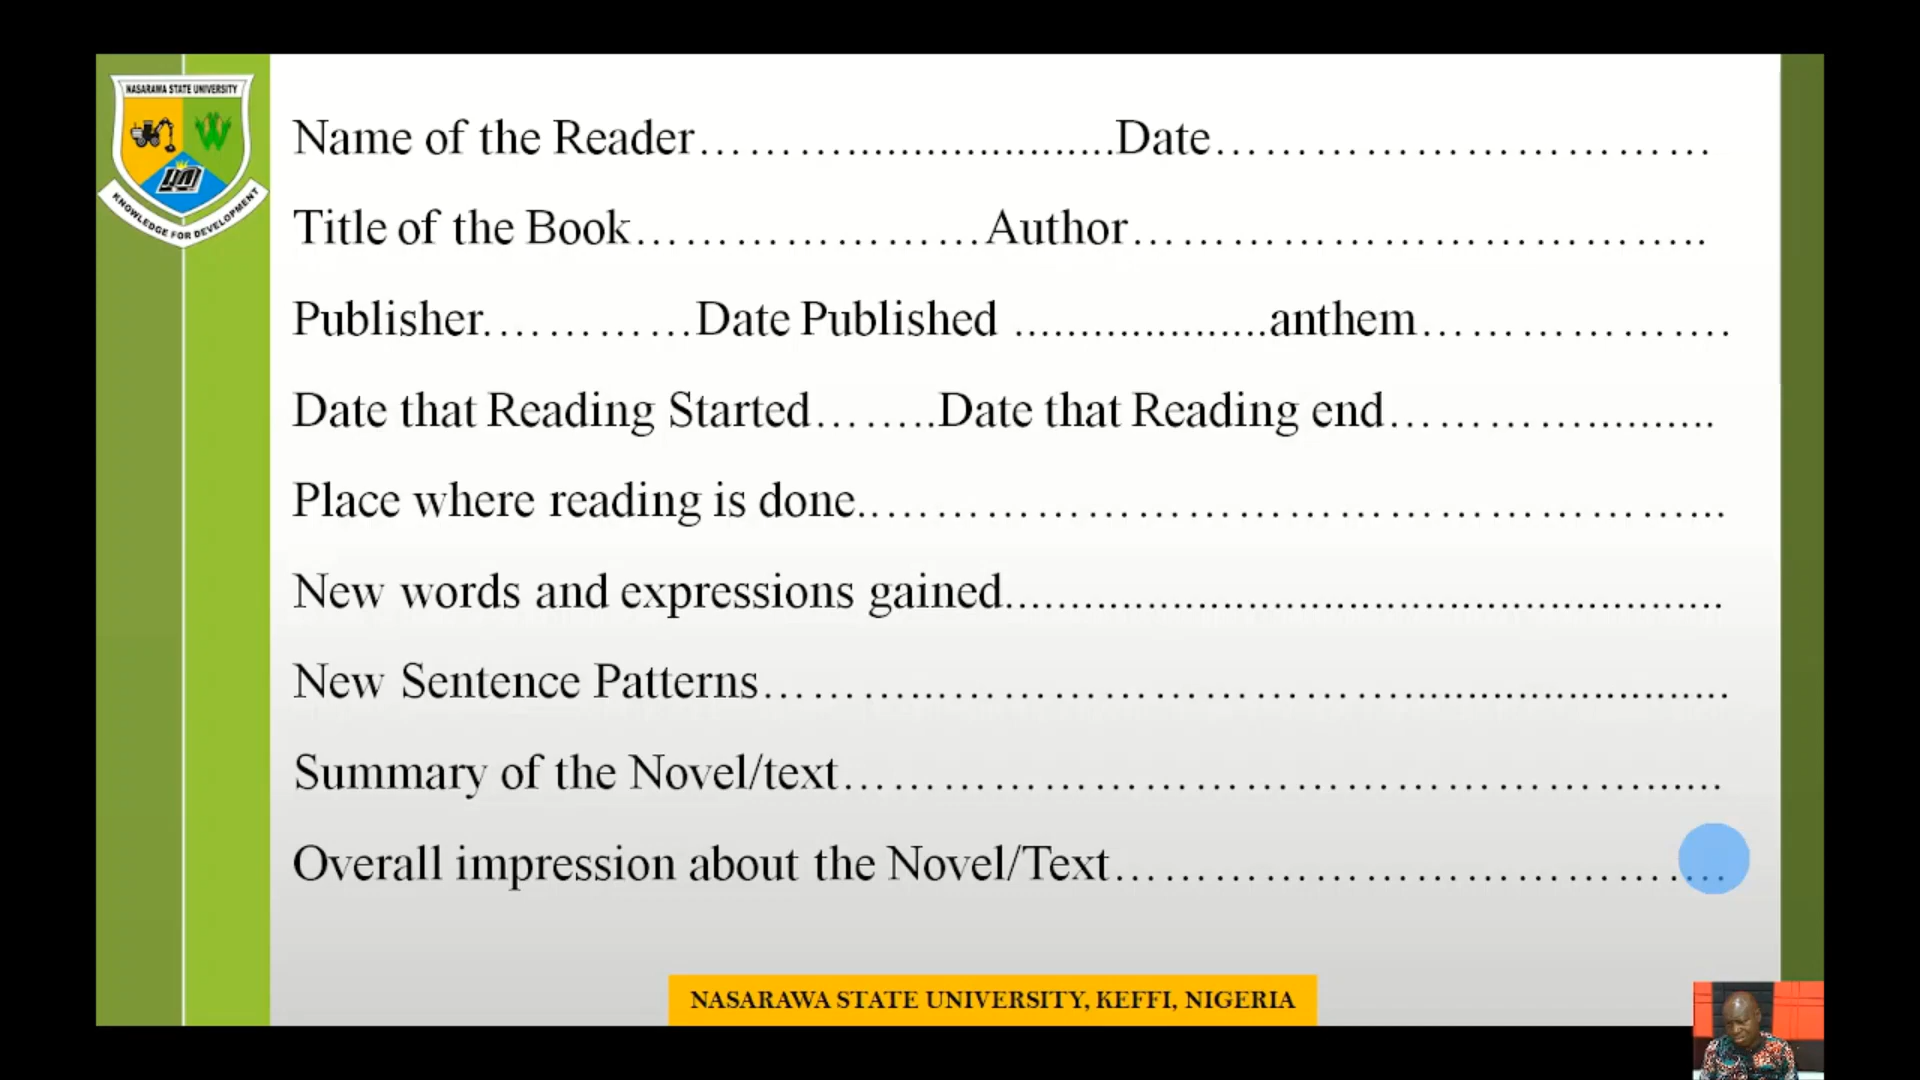 NASARAWA STATE UNIVERSITY
KNOWLEDGE FOR DEVELOPMENT
Name of the Reader………......................Date…………………………
Title of the Book…………………Author……………………………..
Publisher.…………Date Published .....................anthem……………….
Date that Reading Started……..Date that Reading end…………..........
Place where reading is done..……………………………………………..
New words and expressions gained......................................................
New Sentence Patterns………...………………………..........................
Summary of the Novel/text…………………………………………......
Overall impression about the Novel/Text………………………………
NASARAWA STATE UNIVERSITY, KEFFI, NIGERIA